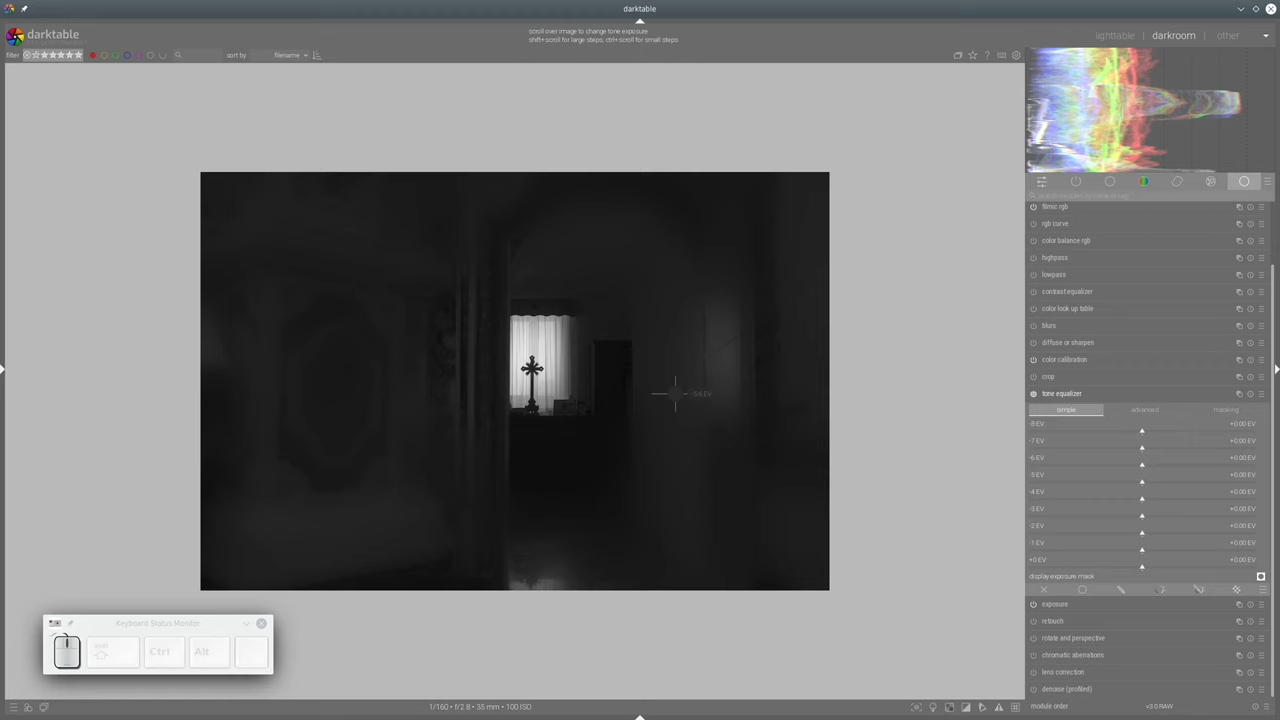 darktable
darktable
scroll over image to change tone exposure
shift+scroll for large steps, ctrl+scroll for small steps
lighttable
darkroom
other
filter
sort by
filename
filmic rgb
rgb curve
color balance rgb
highpass
lowpass
contrast equalizer
color look up table
blurs
diffuse or sharpen
color calibration
crop
tone equalizer
simple
advanced
masking
-8 EV +0.00 EV
-7 EV +0.00 EV
-6 EV +0.00 EV
-5 EV +0.00 EV
-4 EV +0.00 EV
-3 EV +0.00 EV
-2 EV +0.00 EV
-1 EV +0.00 EV
+0 EV +0.00 EV
display exposure mask
exposure
retouch
rotate and perspective
chromatic aberrations
lens correction
denoise (profiled)
module order v3.0 RAW
-5.6 EV
Keyboard Status Monitor
Shift
Ctrl
Alt
1/160 • f/2.8 • 35 mm • 100 ISO